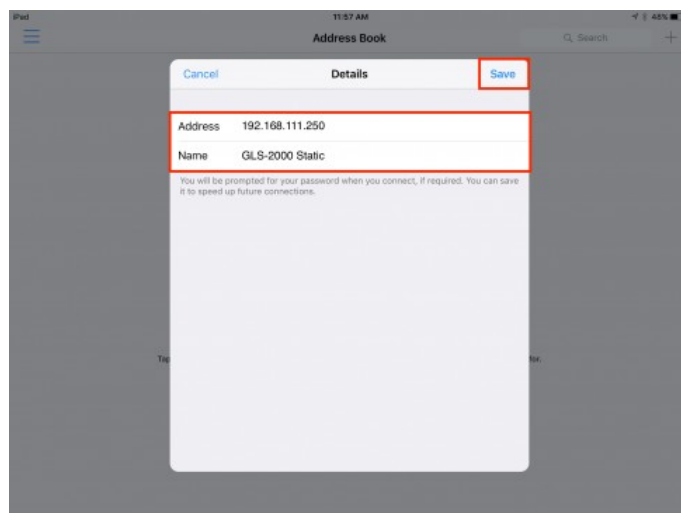 iPad 11:57 AM 48%
Address Book Search
Cancel Details Save
Address 192.168.111.250
Name GLS-2000 Static
You will be prompted for your password when you connect, if required. You can save
it to speed up future connections.
Tap for.